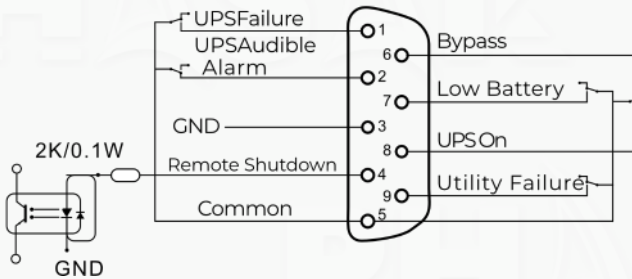 UPSFailure
UPSAudible
Alarm
GND
2K/0.1W
Remote Shutdown
Common
GND
1
2
3
4
5
6
7
8
9
Bypass
Low Battery
UPSOn
Utility Failure